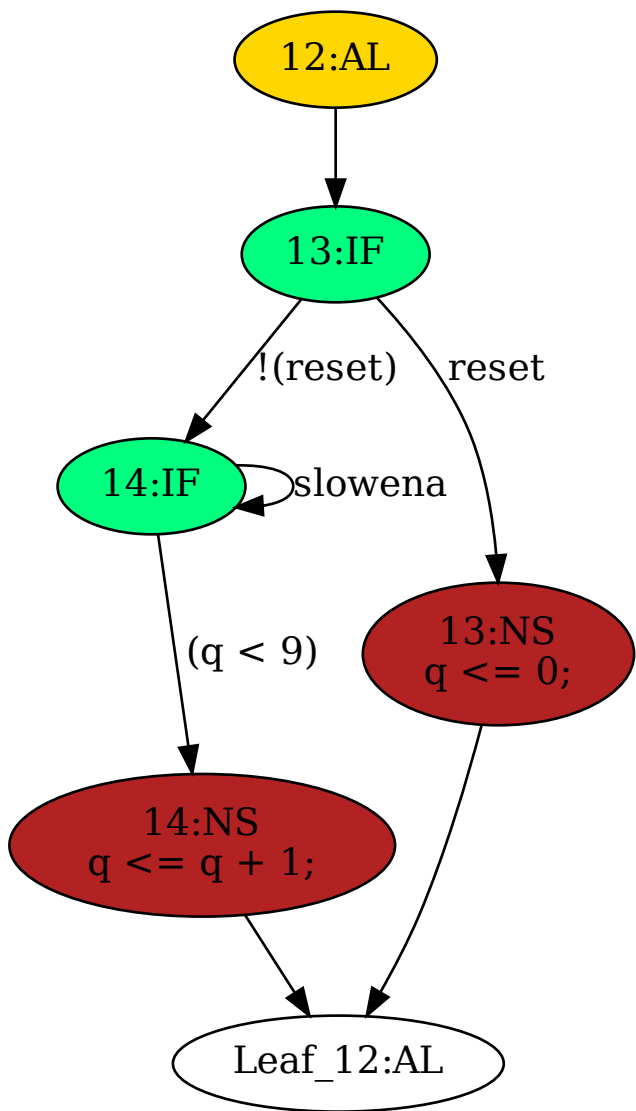 12:AL
13:IF
!(reset)
reset
14:IF
slowena
13:NS
q <= 0;
(q < 9)
14:NS
q <= q + 1;
Leaf_12:AL